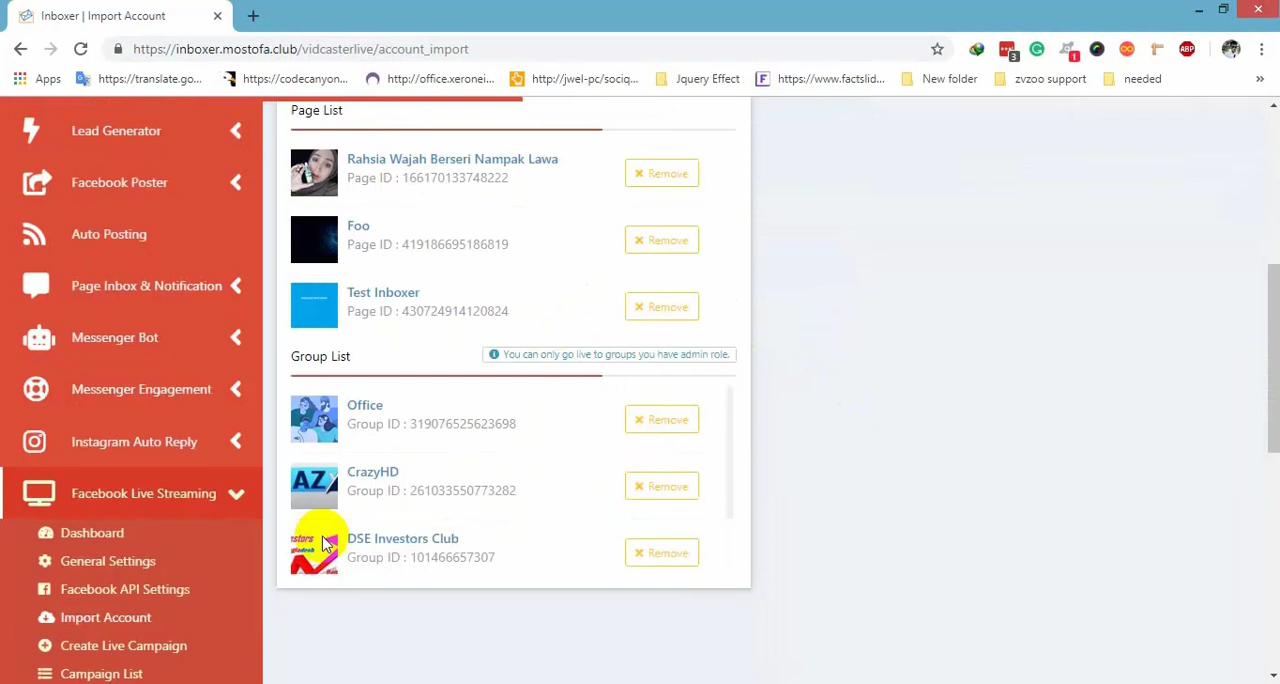 Inboxer | Import Account
https://inboxer.mostofa.club/vidcasterlive/account_import
3
1
ABP
Apps
https://translate.go...
https://codecanyon...
http://office.xeronei...
http://jwel-pc/sociq...
Jquery Effect
https://www.factslid...
New folder
zvzoo support
needed
»
Lead Generator
Facebook Poster
Auto Posting
Page Inbox & Notification
Messenger Bot
Messenger Engagement
Instagram Auto Reply
Facebook Live Streaming
Dashboard
General Settings
Facebook API Settings
Import Account
Create Live Campaign
Campaign List
Page List
Rahsia Wajah Berseri Nampak Lawa
Page ID : 166170133748222
Remove
Foo
Page ID : 419186695186819
Remove
Test Inboxer
Page ID : 430724914120824
Remove
Group List
You can only go live to groups you have admin role.
Office
Group ID : 319076525623698
Remove
AZ
CrazyHD
Group ID : 261033550773282
Remove
DSE Investors Club
Group ID : 101466657307
Remove